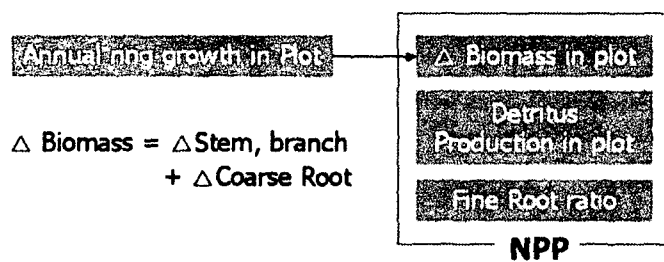 Annual ring growth in Plot
△ Biomass in plot
Detritus
Production in plot
Fine Root ratio
NPP
△ Biomass = △Stem, branch
+ △Coarse Root